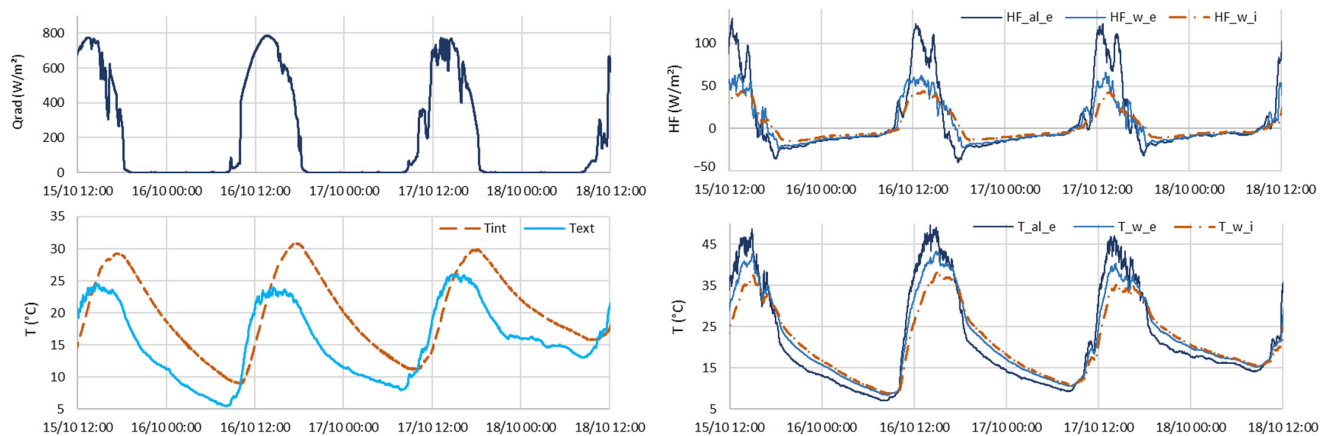 800
600
400
200
0
Qrad (W/m²)
15/10 12:00 16/10 00:00 16/10 12:00 17/10 00:00 17/10 12:00 18/10 00:00 18/10 12:00
HF_al_e HF_w_e HF_w_i
100
50
0
−50
HF (W/m²)
15/10 12:00 16/10 00:00 16/10 12:00 17/10 00:00 17/10 12:00 18/10 00:00 18/10 12:00
Tint Text
35
30
25
20
15
10
5
T (°C)
15/10 12:00 16/10 00:00 16/10 12:00 17/10 00:00 17/10 12:00 18/10 00:00 18/10 12:00
T_al_e T_w_e T_w_i
45
35
25
15
5
T (°C)
15/10 12:00 16/10 00:00 16/10 12:00 17/10 00:00 17/10 12:00 18/10 00:00 18/10 12:00